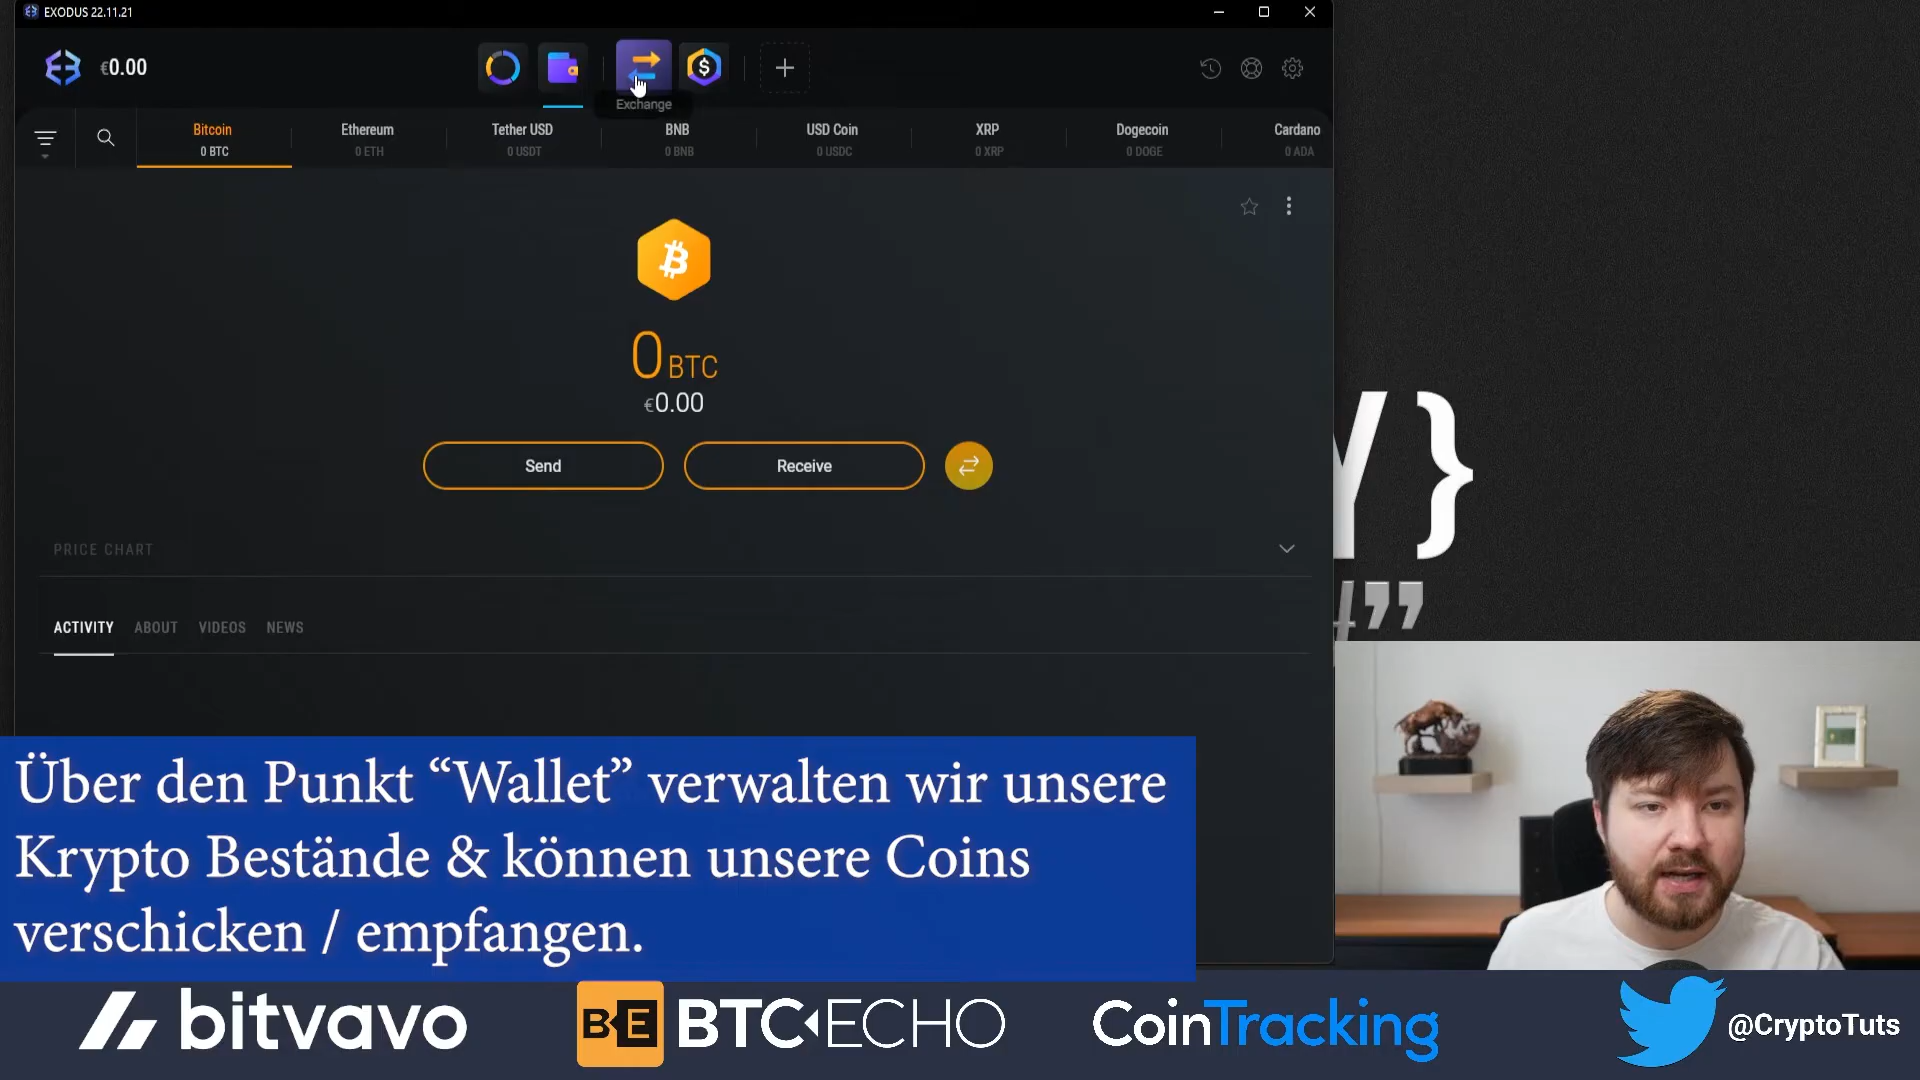 EXODUS 22.11.21
€0.00
Exchange
Bitcoin
0 BTC
Ethereum
0 ETH
Tether USD
0 USDT
BNB
0 BNB
USD Coin
0 USDC
XRP
0 XRP
Dogecoin
0 DOGE
Cardano
0 ADA
0 BTC
€0.00
Send
Receive
PRICE CHART
ACTIVITY ABOUT VIDEOS NEWS
Y}
”
Über den Punkt “Wallet” verwalten wir unsere
Krypto Bestände & können unsere Coins
verschicken / empfangen.
bitvavo
BE BTC-ECHO
CoinTracking
@CryptoTuts